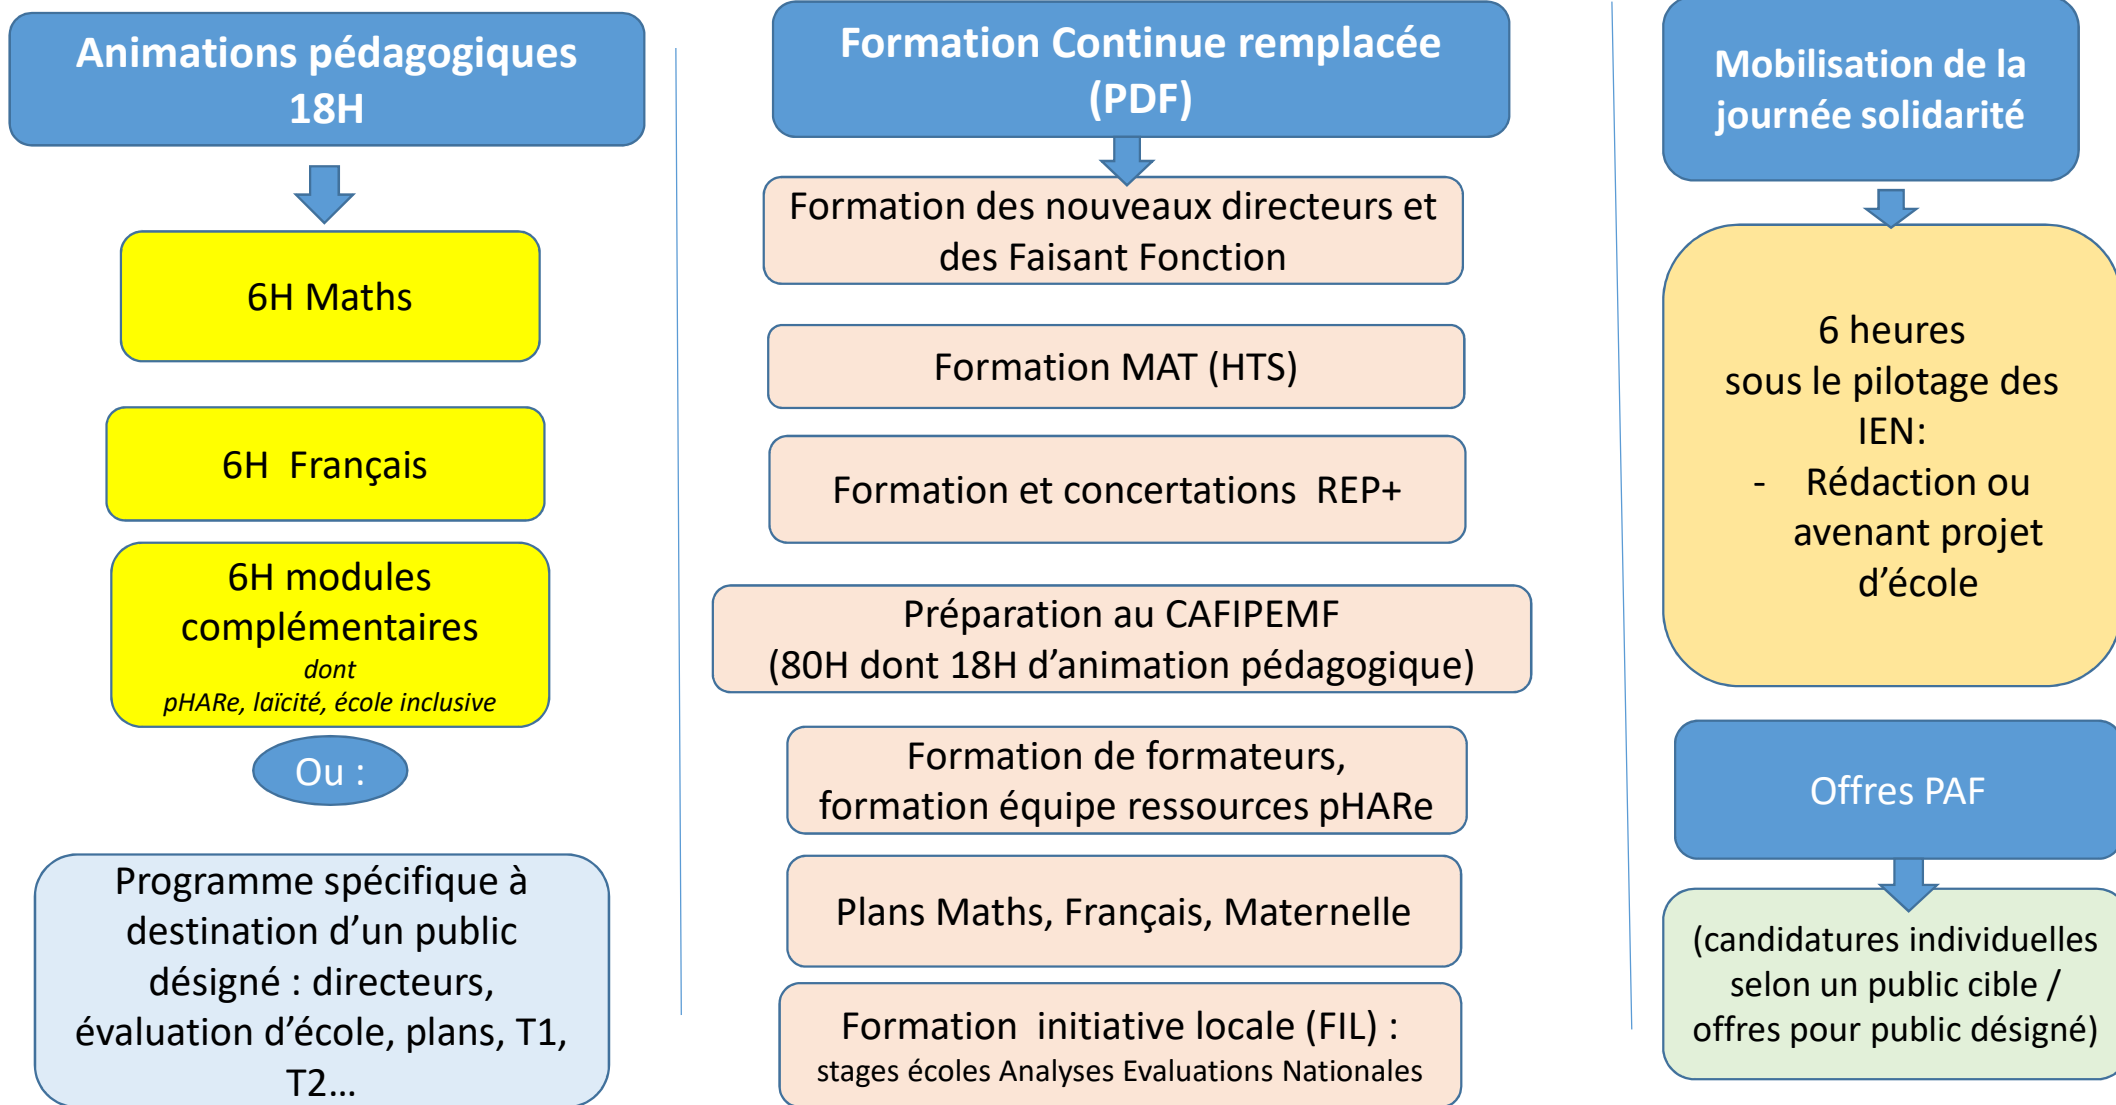 Animations pédagogiques
18H
6H Maths
6H  Français
6H modules
complémentaires
dont
pHARe, laïcité, école inclusive
Ou :
Programme spécifique à
destination d’un public
désigné : directeurs,
évaluation d’école, plans, T1,
T2…
Formation Continue remplacée
(PDF)
Formation des nouveaux directeurs et
des Faisant Fonction
Formation MAT (HTS)
Formation et concertations  REP+
Préparation au CAFIPEMF
(80H dont 18H d’animation pédagogique)
Formation de formateurs,
formation équipe ressources pHARe
Plans Maths, Français, Maternelle
Formation  initiative locale (FIL) :
stages écoles Analyses Evaluations Nationales
Mobilisation de la
journée solidarité
6 heures
sous le pilotage des
IEN:
- Rédaction ou
avenant projet
d’école
Offres PAF
(candidatures individuelles
selon un public cible /
offres pour public désigné)